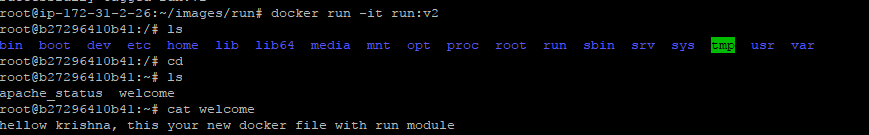 root@ip-172-31-2-26:~/images/run# docker run -it run:v2
root@b27296410b41:/# ls
bin boot dev etc home lib lib64 media mnt opt proc root run sbin srv sys tmp usr var
root@b27296410b41:/# cd
root@b27296410b41:~# ls
apache_status welcome
root@b27296410b41:~# cat welcome
hellow krishna, this your new docker file with run module